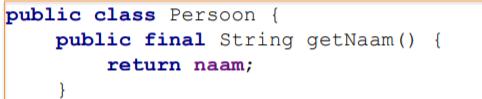 public class Persoon {
    public final String getNaam() {
        return naam;
    }